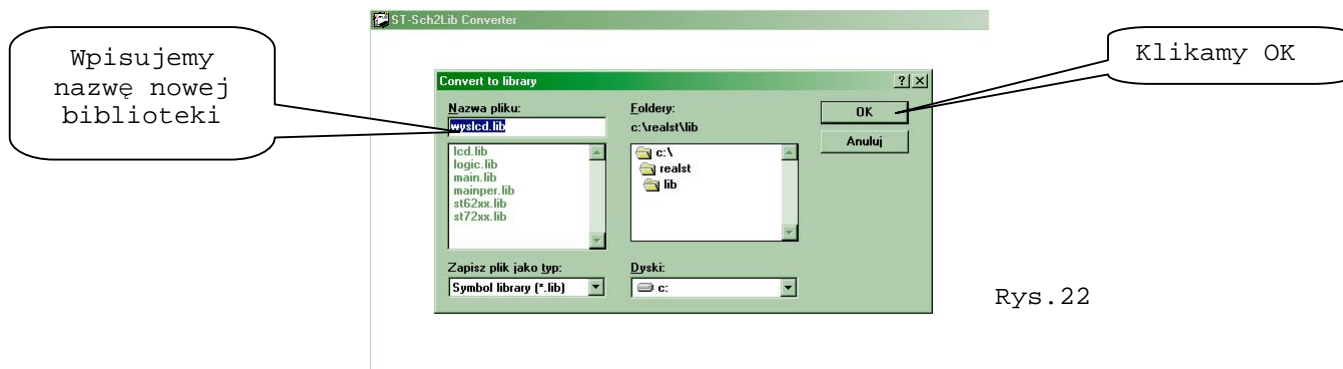 ST-Sch2Lib Converter
Wpisujemy
nazwę nowej
biblioteki
Klikamy OK
Convert to library
Nazwa pliku:
wyslcd.lib
lcd.lib
logic.lib
main.lib
mainper.lib
st62xx.lib
st72xx.lib
Zapisz plik jako typ:
Symbol library (*.lib)
Foldery:
c:\realst\lib
c:\
realst
lib
Dyski:
c:
OK
Anuluj
Rys.22